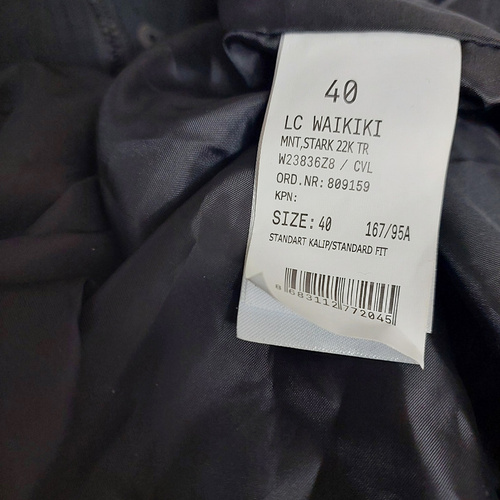 40
LC WAIKIKI
MNT,STARK 22K TR
W23836Z8 / CVL
ORD.NR: 809159
KPN:
SIZE: 40 167/95A
STANDART KALIP/STANDARD FIT
8683112772045